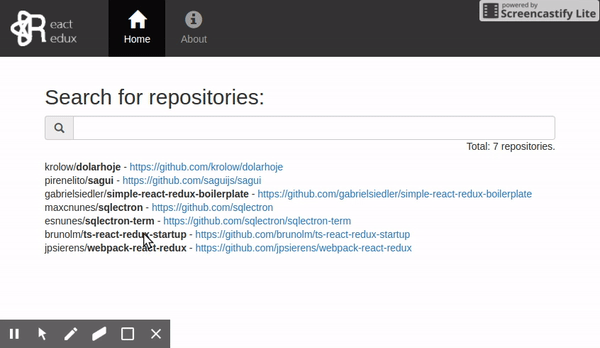 React
Redux
Home
About
powered by
Screencastify Lite
Search for repositories:
Total: 7 repositories.
krolow/dolarhoje - https://github.com/krolow/dolarhoje
pirenelito/sagui - https://github.com/saguijs/sagui
gabrielsiedler/simple-react-redux-boilerplate - https://github.com/gabrielsiedler/simple-react-redux-boilerplate
maxcnunes/sqlectron - https://github.com/sqlectron
esnunes/sqlectron-term - https://github.com/sqlectron/sqlectron-term
brunolm/ts-react-redux-startup - https://github.com/brunolm/ts-react-redux-startup
jpsierens/webpack-react-redux - https://github.com/jpsierens/webpack-react-redux